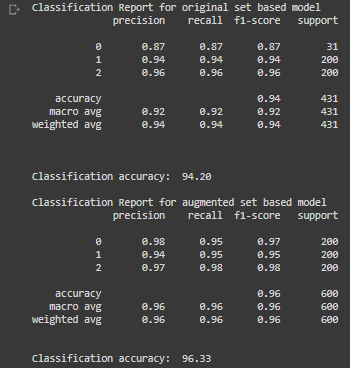 Classification Report for original set based model
precision recall f1-score support
0 0.87 0.87 0.87 31
1 0.94 0.94 0.94 200
2 0.96 0.96 0.96 200
accuracy 0.94 431
macro avg 0.92 0.92 0.92 431
weighted avg 0.94 0.94 0.94 431
Classification accuracy: 94.20
Classification Report for augmented set based model
precision recall f1-score support
0 0.98 0.95 0.97 200
1 0.94 0.95 0.95 200
2 0.97 0.98 0.98 200
accuracy 0.96 600
macro avg 0.96 0.96 0.96 600
weighted avg 0.96 0.96 0.96 600
Classification accuracy: 96.33